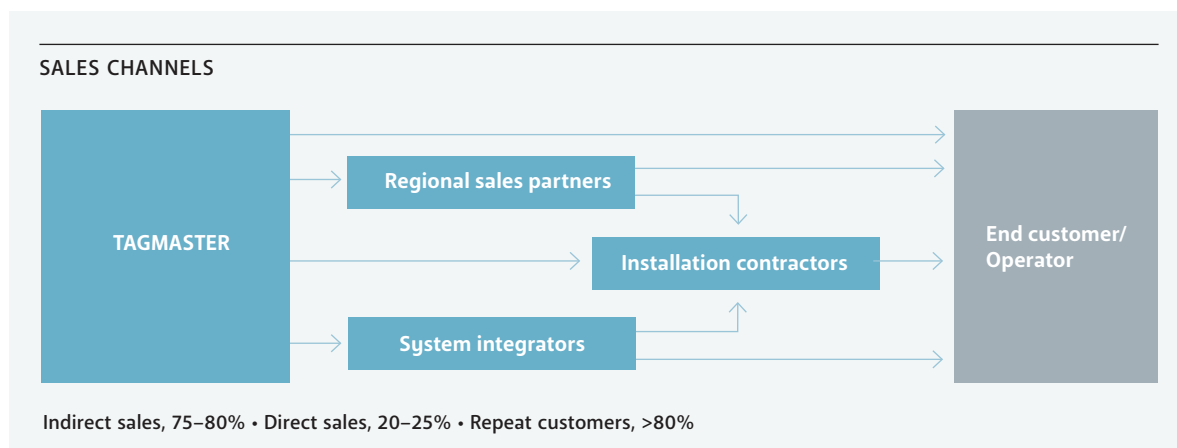 SALES CHANNELS
TAGMASTER
Regional sales partners
Installation contractors
System integrators
End customer/
Operator
Indirect sales, 75–80% • Direct sales, 20–25% • Repeat customers, >80%